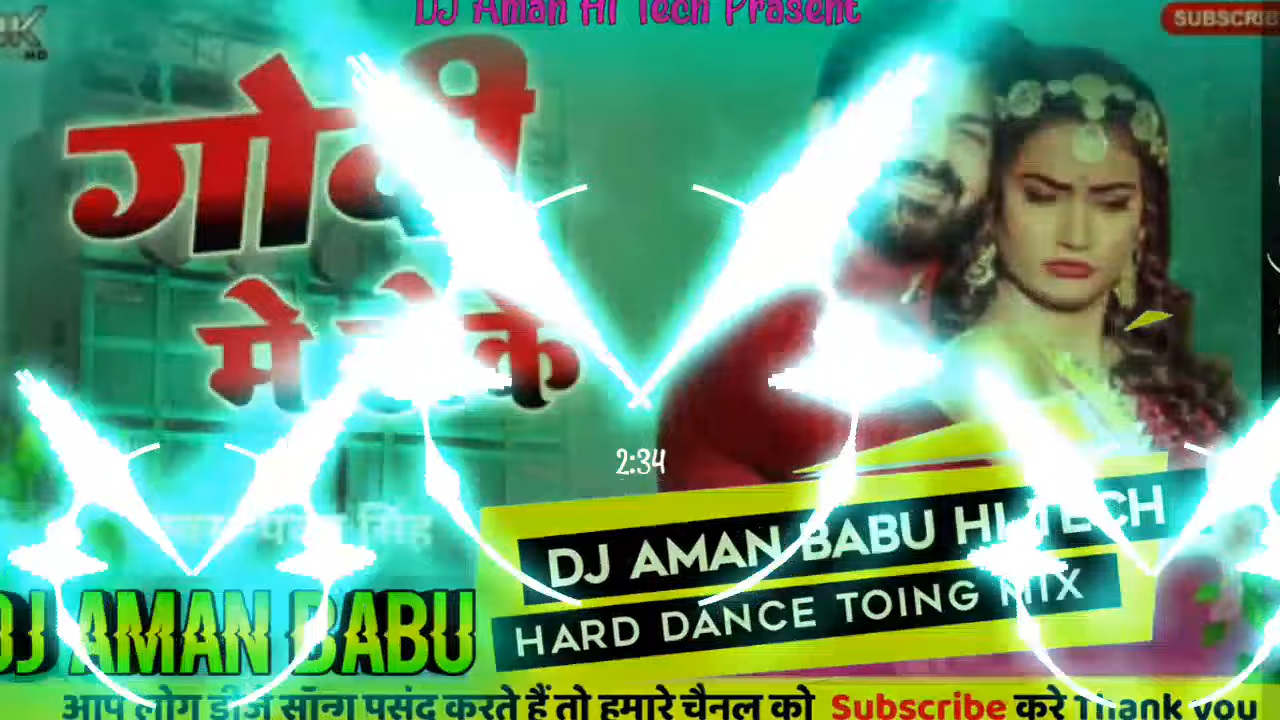 DJ Aman Hi Tech Prasent
SUBSCRIBE
में के
2:34
सिंह
DJ AMAN BABU HI TECH
HARD DANCE TOING MIX
DJ AMAN BABU
आप लोग डीजे सॉन्ग पसंद करते हैं तो हमारे चैनल को Subscribe करे Thank you